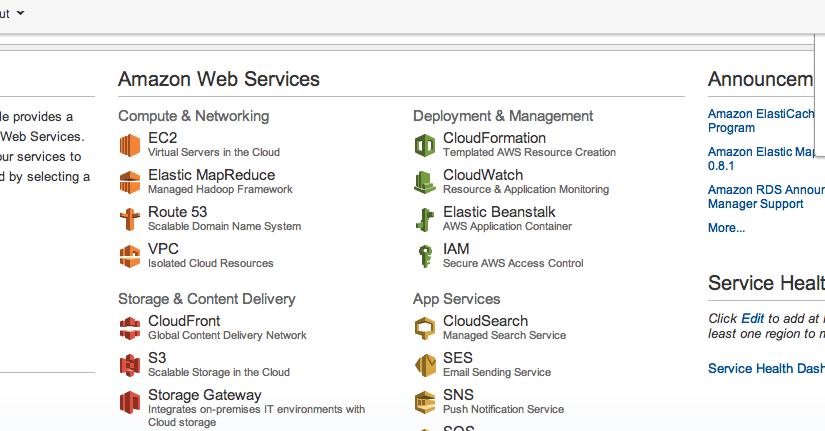 ut
le provides a
Web Services.
our services to
d by selecting a
Amazon Web Services
Compute & Networking
EC2
Virtual Servers in the Cloud
Elastic MapReduce
Managed Hadoop Framework
Route 53
Scalable Domain Name System
VPC
Isolated Cloud Resources
Storage & Content Delivery
CloudFront
Global Content Delivery Network
S3
Scalable Storage in the Cloud
Storage Gateway
Integrates on-premises IT environments with
Cloud storage
Deployment & Management
CloudFormation
Templated AWS Resource Creation
CloudWatch
Resource & Application Monitoring
Elastic Beanstalk
AWS Application Container
IAM
Secure AWS Access Control
App Services
CloudSearch
Managed Search Service
SES
Email Sending Service
SNS
Push Notification Service
SQS
Announcem
Amazon ElastiCach
Program
Amazon Elastic Map
0.8.1
Amazon RDS Announ
Manager Support
More...
Service Healt
Click Edit to add at l
least one region to m
Service Health Dash